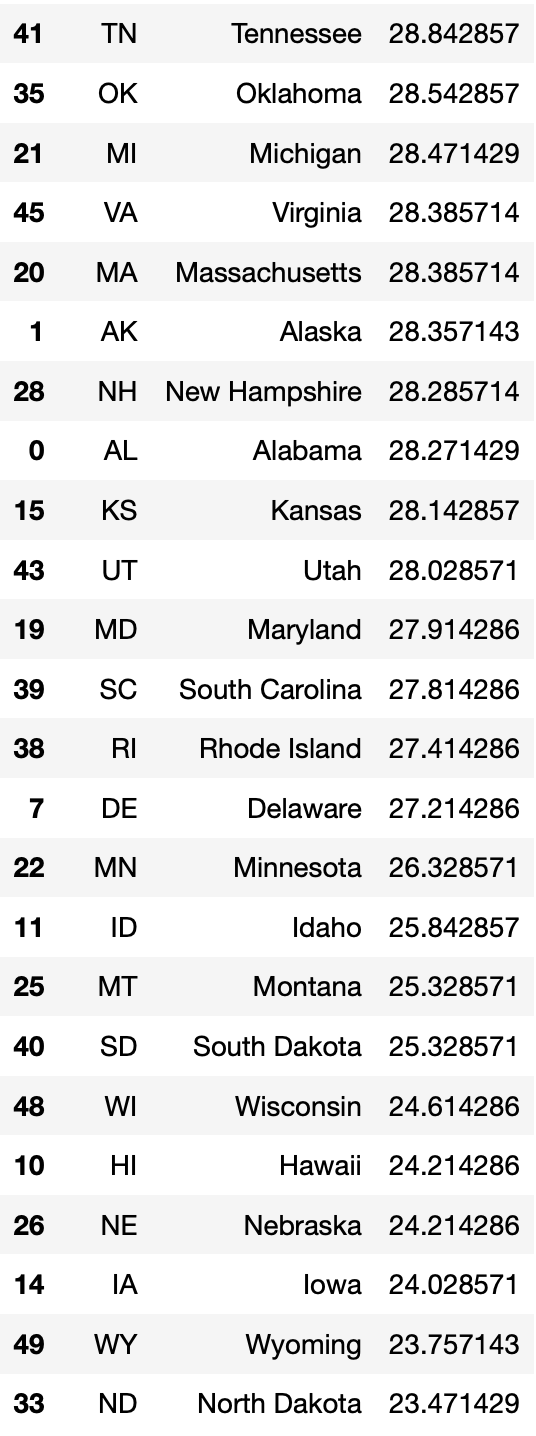 41 TN Tennessee 28.842857
35 OK Oklahoma 28.542857
21 MI Michigan 28.471429
45 VA Virginia 28.385714
20 MA Massachusetts 28.385714
1 AK Alaska 28.357143
28 NH New Hampshire 28.285714
0 AL Alabama 28.271429
15 KS Kansas 28.142857
43 UT Utah 28.028571
19 MD Maryland 27.914286
39 SC South Carolina 27.814286
38 RI Rhode Island 27.414286
7 DE Delaware 27.214286
22 MN Minnesota 26.328571
11 ID Idaho 25.842857
25 MT Montana 25.328571
40 SD South Dakota 25.328571
48 WI Wisconsin 24.614286
10 HI Hawaii 24.214286
26 NE Nebraska 24.214286
14 IA Iowa 24.028571
49 WY Wyoming 23.757143
33 ND North Dakota 23.471429